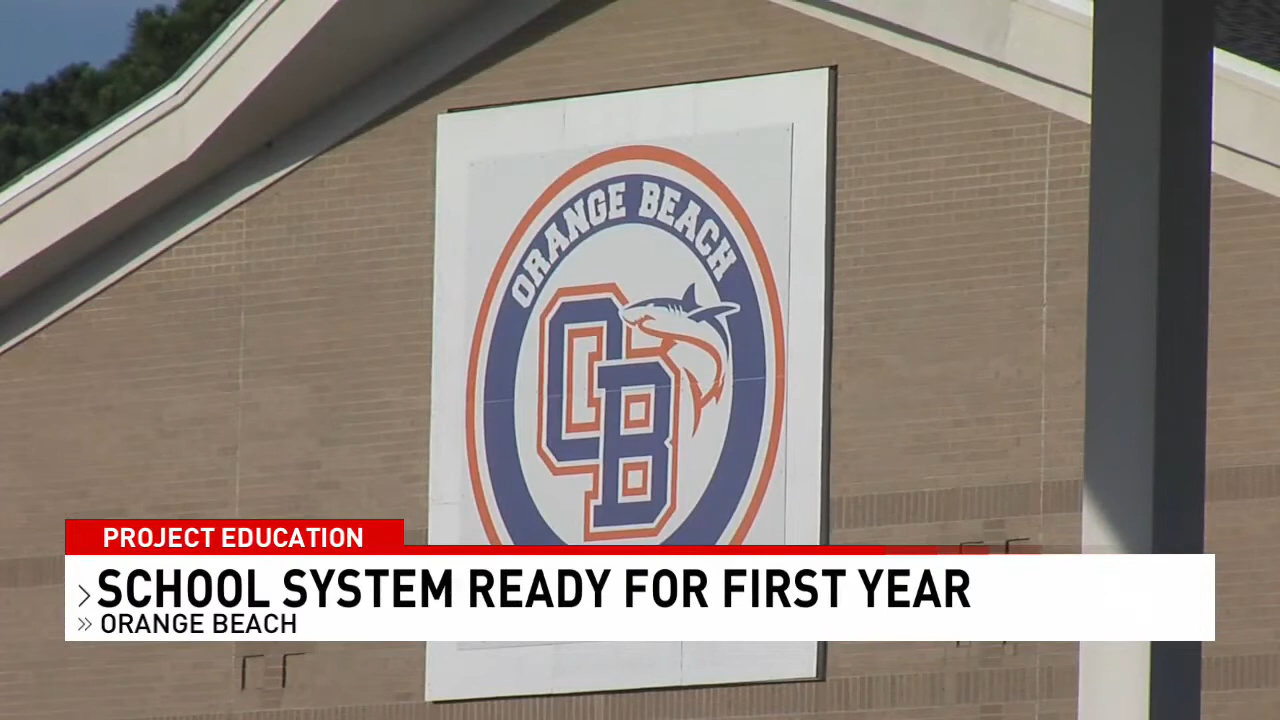 ORANGE BEACH
OB
PROJECT EDUCATION
SCHOOL SYSTEM READY FOR FIRST YEAR
ORANGE BEACH